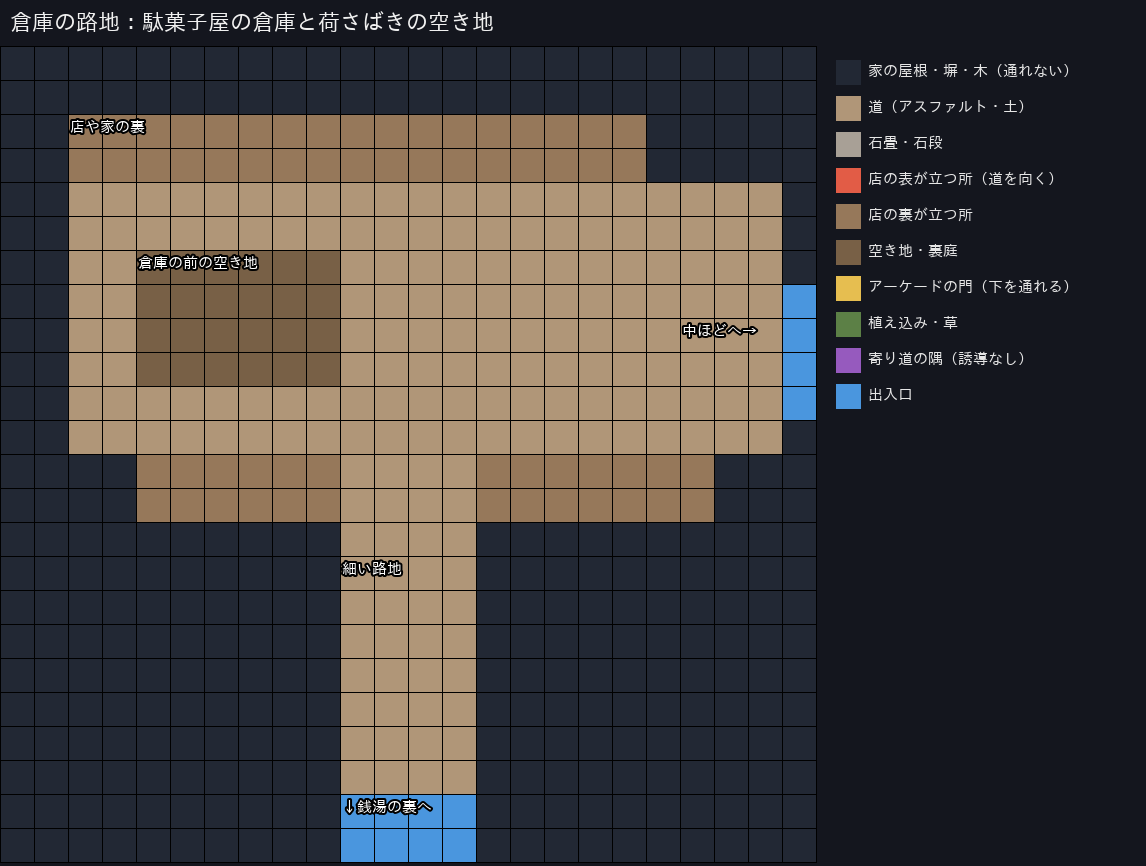 倉庫の路地：駄菓子屋の倉庫と荷さばきの空き地
店や家の裏
倉庫の前の空き地
中ほどへ→
細い路地
↓銭湯の裏へ
家の屋根・塀・木（通れない）
道（アスファルト・土）
石畳・石段
店の表が立つ所（道を向く）
店の裏が立つ所
空き地・裏庭
アーケードの門（下を通れる）
植え込み・草
寄り道の隅（誘導なし）
出入口